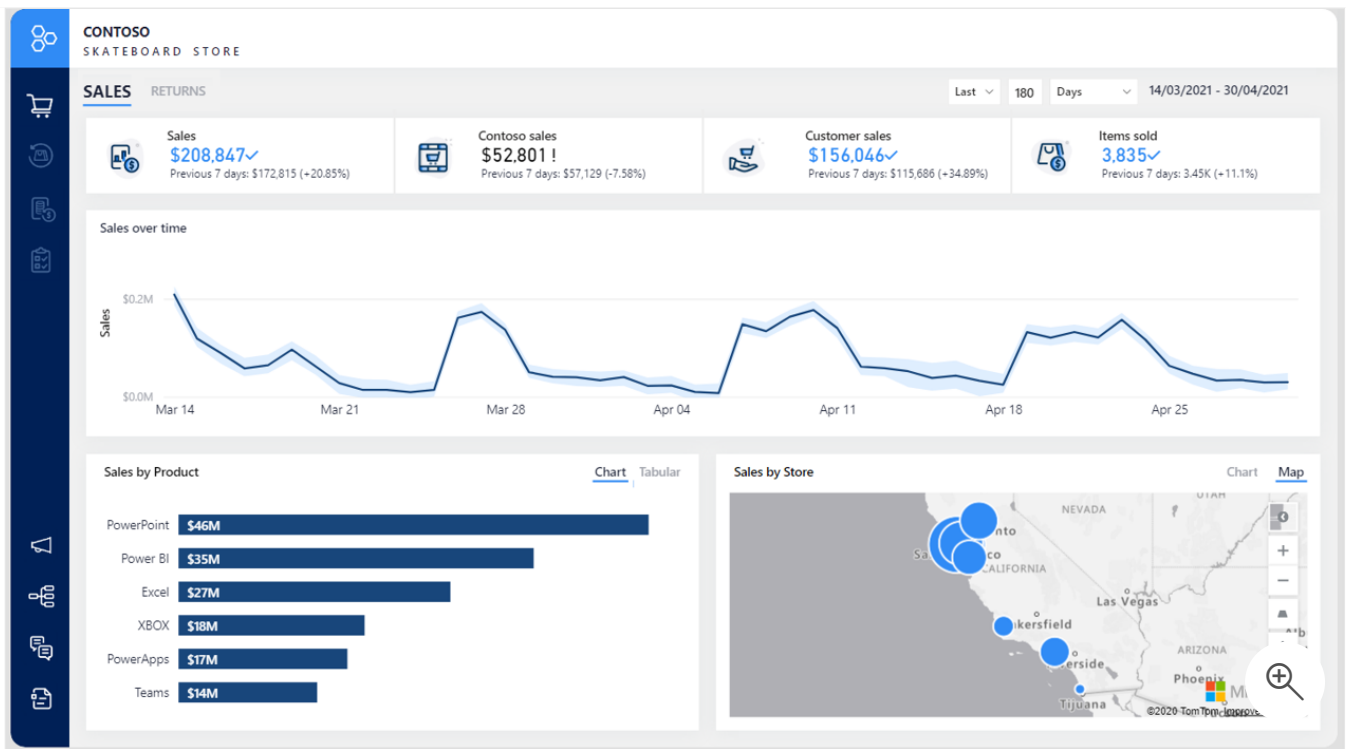 CONTOSO
SKATEBOARD STORE
SALES RETURNS
Last 180 Days 14/03/2021 - 30/04/2021
Sales
$208,847
Previous 7 days: $172,815 (+20.85%)
Contoso sales
$52,801 !
Previous 7 days: $57,129 (-7.58%)
Customer sales
$156,046
Previous 7 days: $115,686 (+34.89%)
Items sold
3,835
Previous 7 days: 3.45K (+11.1%)
Sales over time
Sales
$0.2M
$0.0M
Mar 14 Mar 21 Mar 28 Apr 04 Apr 11 Apr 18 Apr 25
Sales by Product
Chart Tabular
PowerPoint $46M
Power BI $35M
Excel $27M
XBOX $18M
PowerApps $17M
Teams $14M
Sales by Store
Chart Map
UTAH
NEVADA
nto
Sa
co
CALIFORNIA
Las Vegas
kersfield
ARIZONA
erside
Phoenix
Tijuana
©2020 TomTom